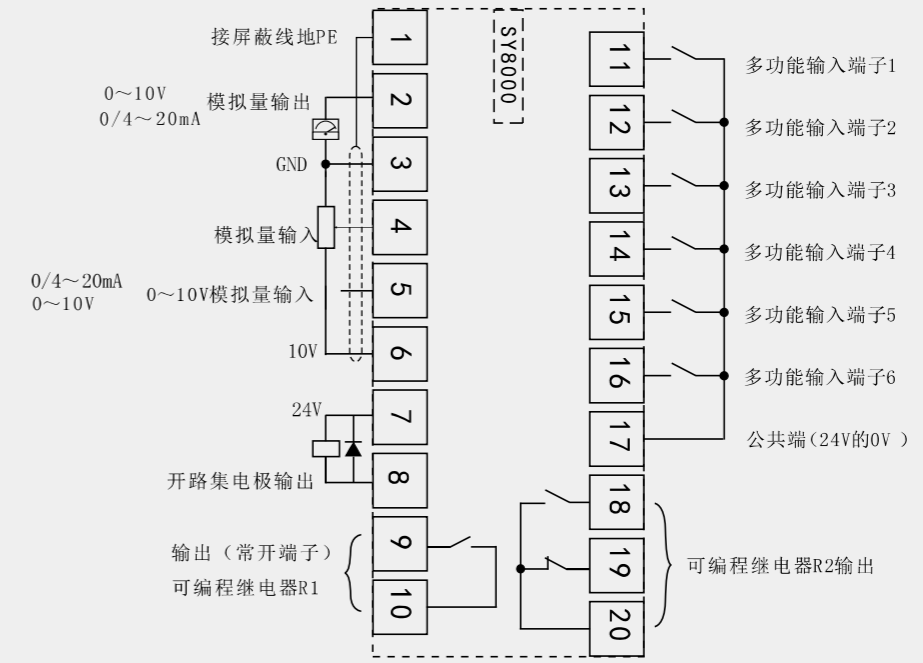 SY8000
接屏蔽线地PE
1
0～10V
0/4～20mA
模拟量输出
2
GND
3
模拟量输入
4
0/4～20mA
0～10V
0～10V模拟量输入
5
10V
6
24V
7
开路集电极输出
8
输出（常开端子）
可编程继电器R1
9
10
11
多功能输入端子1
12
多功能输入端子2
13
多功能输入端子3
14
多功能输入端子4
15
多功能输入端子5
16
多功能输入端子6
17
公共端(24V的0V )
18
19
20
可编程继电器R2输出